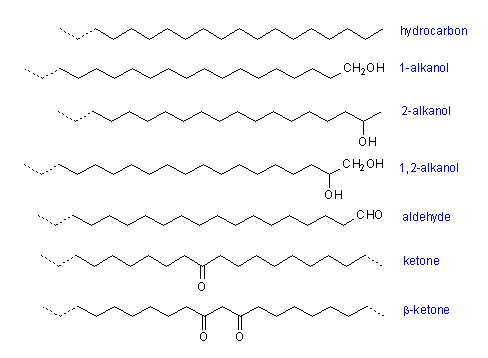 hydrocarbon
CH2OH 1-alkanol
2-alkanol
OH
CH2OH 1,2-alkanol
OH
CHO aldehyde
ketone
O
β-ketone
O O